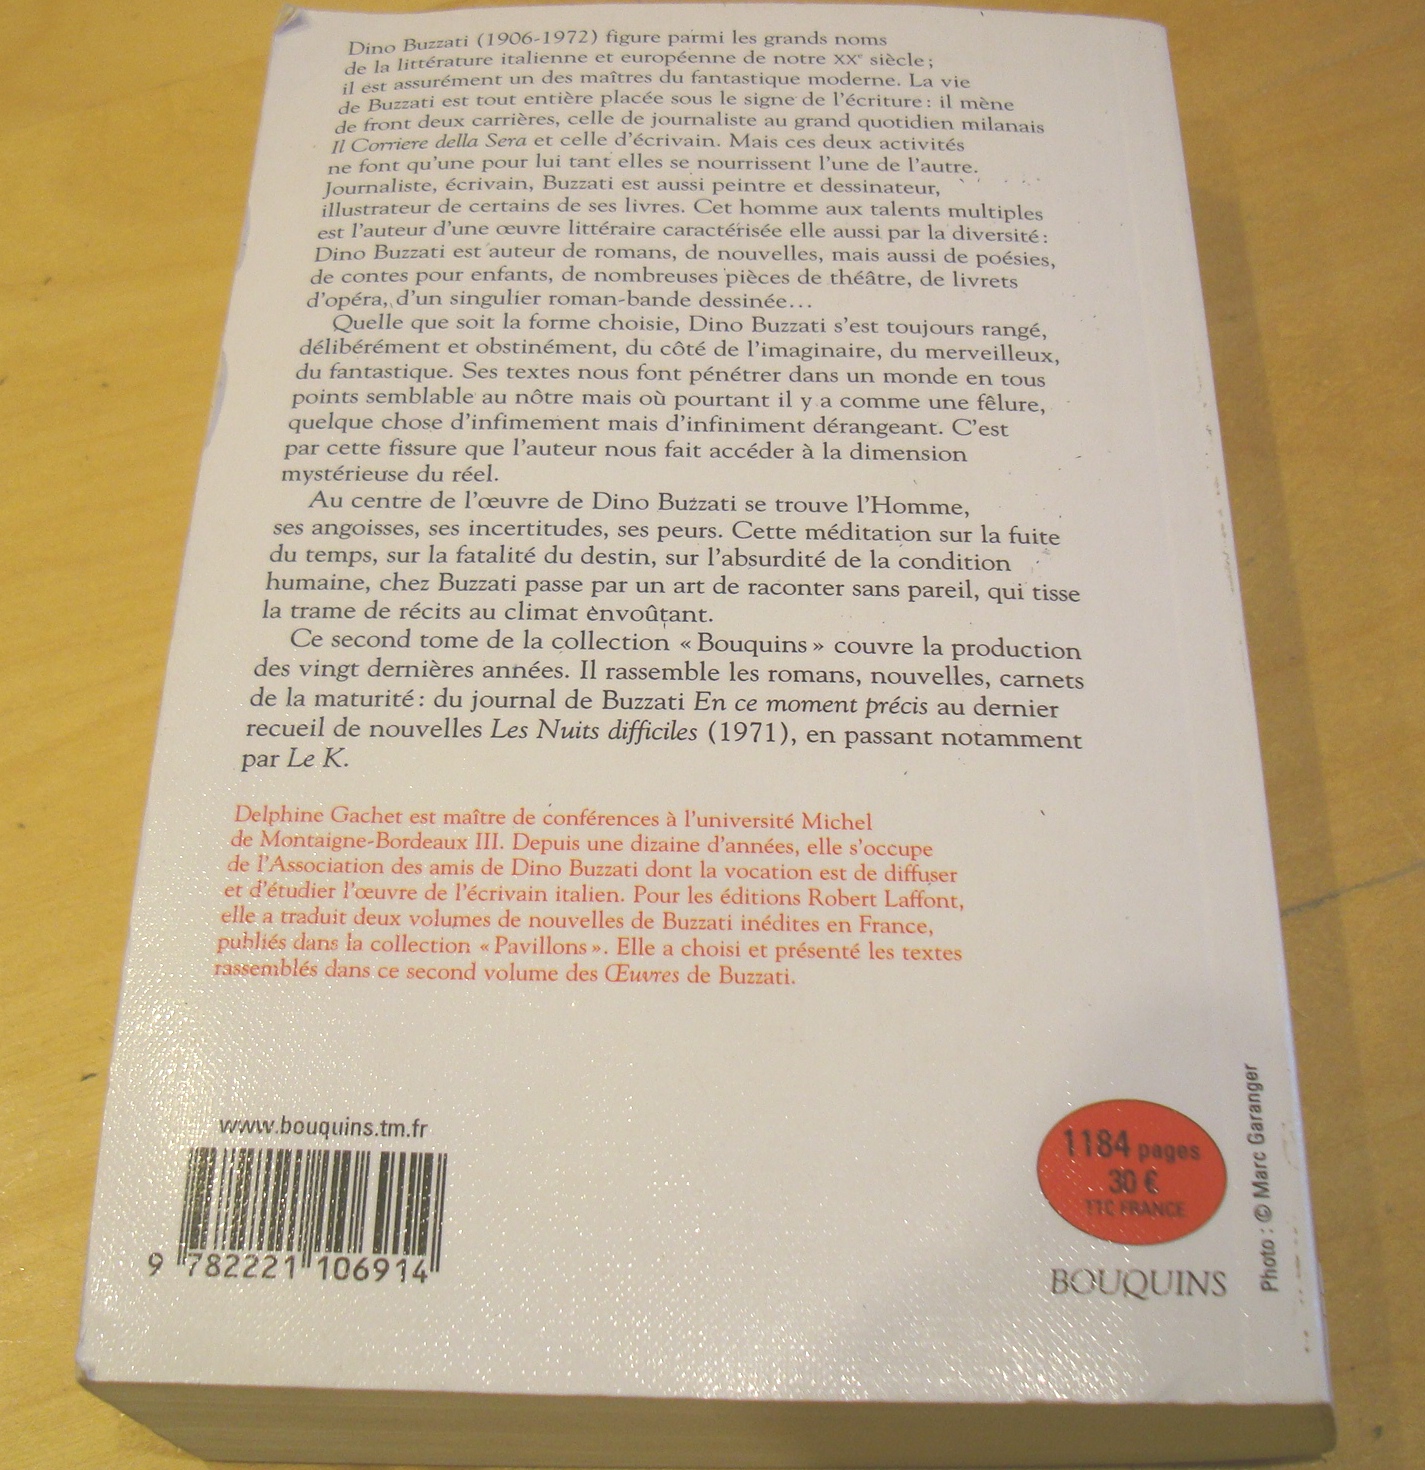 Dino Buzzati (1906-1972) figure parmi les grands noms
de la littérature italienne et européenne de notre XXe siècle ;
il est assurément un des maîtres du fantastique moderne. La vie
de Buzzati est tout entière placée sous le signe de l'écriture : il mène
de front deux carrières, celle de journaliste au grand quotidien milanais
Il Corriere della Sera et celle d'écrivain. Mais ces deux activités
ne font qu'une pour lui tant elles se nourrissent l'une de l'autre.
Journaliste, écrivain, Buzzati est aussi peintre et dessinateur,
illustrateur de certains de ses livres. Cet homme aux talents multiples
est l'auteur d'une œuvre littéraire caractérisée elle aussi par la diversité :
Dino Buzzati est auteur de romans, de nouvelles, mais aussi de poésies,
de contes pour enfants, de nombreuses pièces de théâtre, de livrets
d'opéra, d'un singulier roman-bande dessinée...
Quelle que soit la forme choisie, Dino Buzzati s'est toujours rangé,
délibérément et obstinément, du côté de l'imaginaire, du merveilleux,
du fantastique. Ses textes nous font pénétrer dans un monde en tous
points semblable au nôtre mais où pourtant il y a comme une fêlure,
quelque chose d'infimement mais d'infiniment dérangeant. C'est
par cette fissure que l'auteur nous fait accéder à la dimension
mystérieuse du réel.
Au centre de l'œuvre de Dino Buzzati se trouve l'Homme,
ses angoisses, ses incertitudes, ses peurs. Cette méditation sur la fuite
du temps, sur la fatalité du destin, sur l'absurdité de la condition
humaine, chez Buzzati passe par un art de raconter sans pareil, qui tisse
la trame de récits au climat envoûtant.
Ce second tome de la collection « Bouquins » couvre la production
des vingt dernières années. Il rassemble les romans, nouvelles, carnets
de la maturité : du journal de Buzzati En ce moment précis au dernier
recueil de nouvelles Les Nuits difficiles (1971), en passant notamment
par Le K.
Delphine Gachet est maître de conférences à l'université Michel
de Montaigne-Bordeaux III. Depuis une dizaine d'années, elle s'occupe
de l'Association des amis de Dino Buzzati dont la vocation est de diffuser
et d'étudier l'œuvre de l'écrivain italien. Pour les éditions Robert Laffont,
elle a traduit deux volumes de nouvelles de Buzzati inédites en France,
publiés dans la collection « Pavillons ». Elle a choisi et présenté les textes
rassemblés dans ce second volume des Œuvres de Buzzati.
www.bouquins.tm.fr
9 782221 106914
1184 pages
30 €
TTC FRANCE
BOUQUINS
Photo : © Marc Garanger